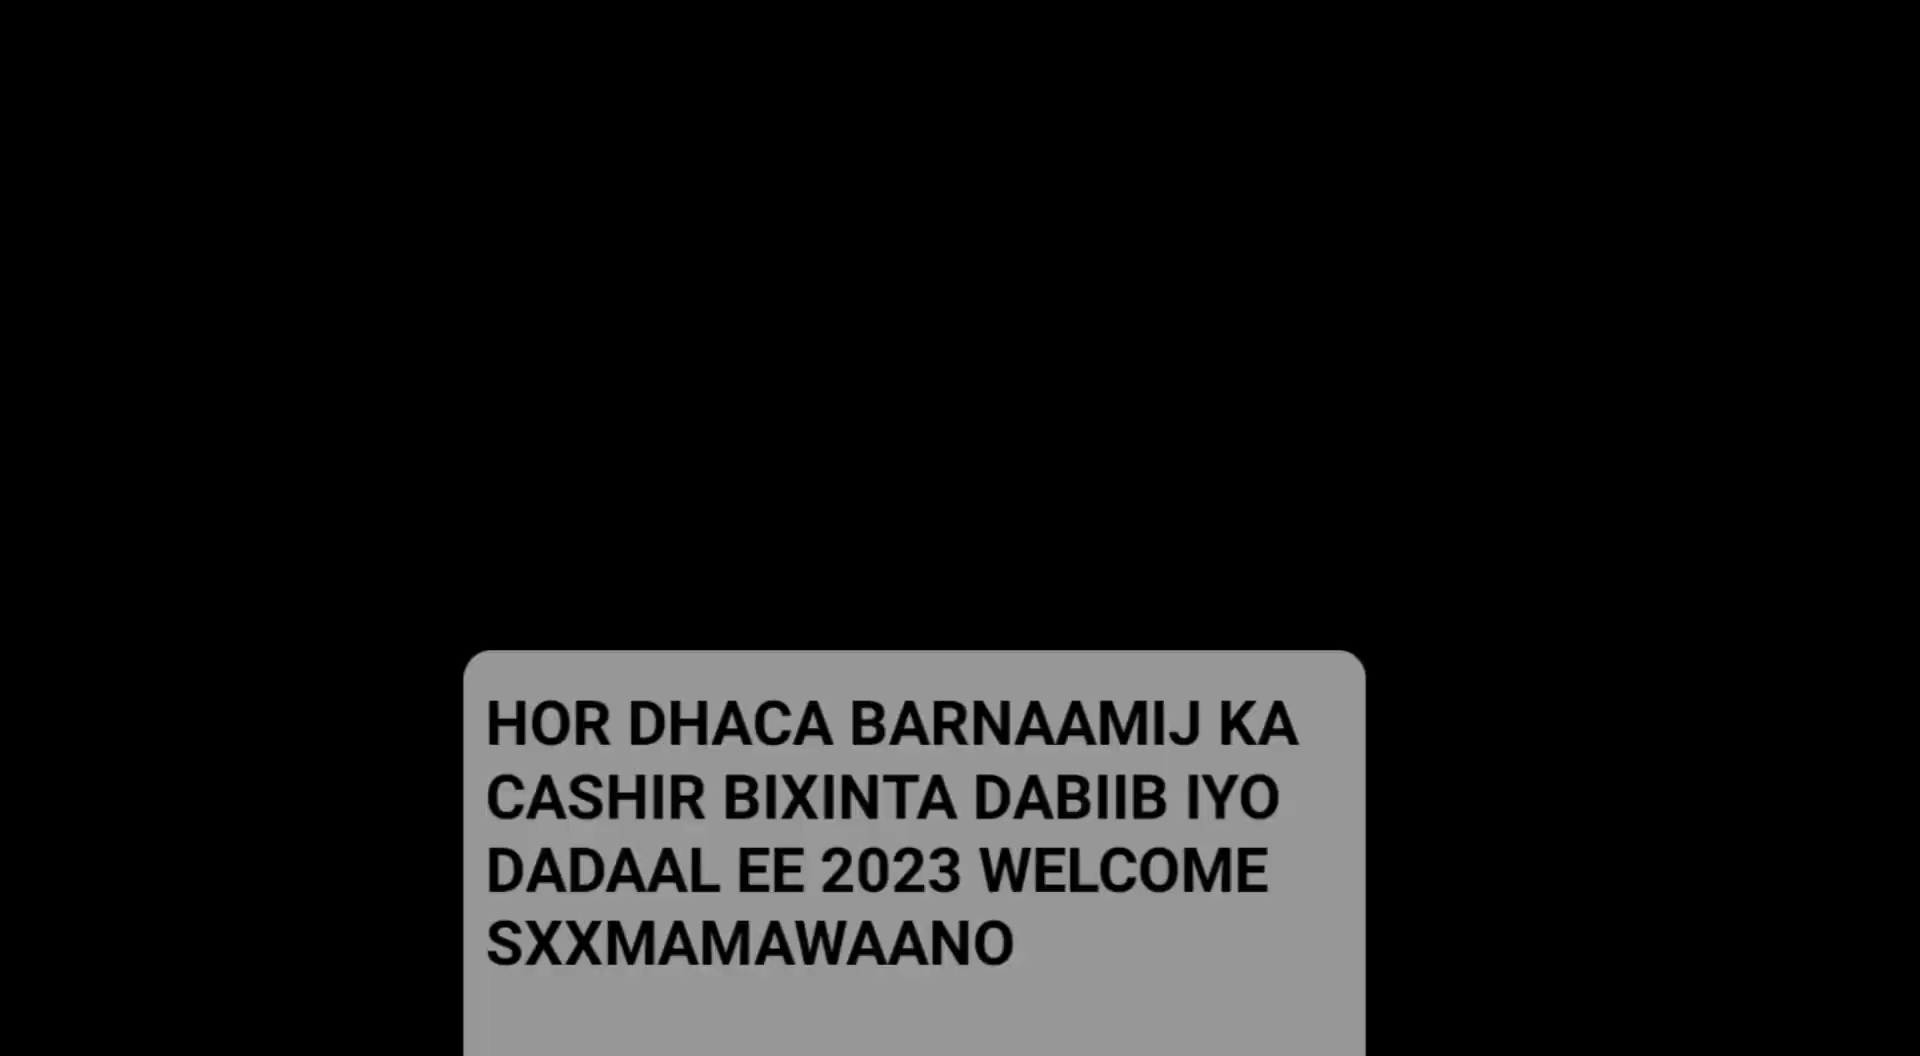 HOR DHACA BARNAAMIJ KA
CASHIR BIXINTA DABIIB IYO
DADAAL EE 2023 WELCOME
SXXMAMAWAANO